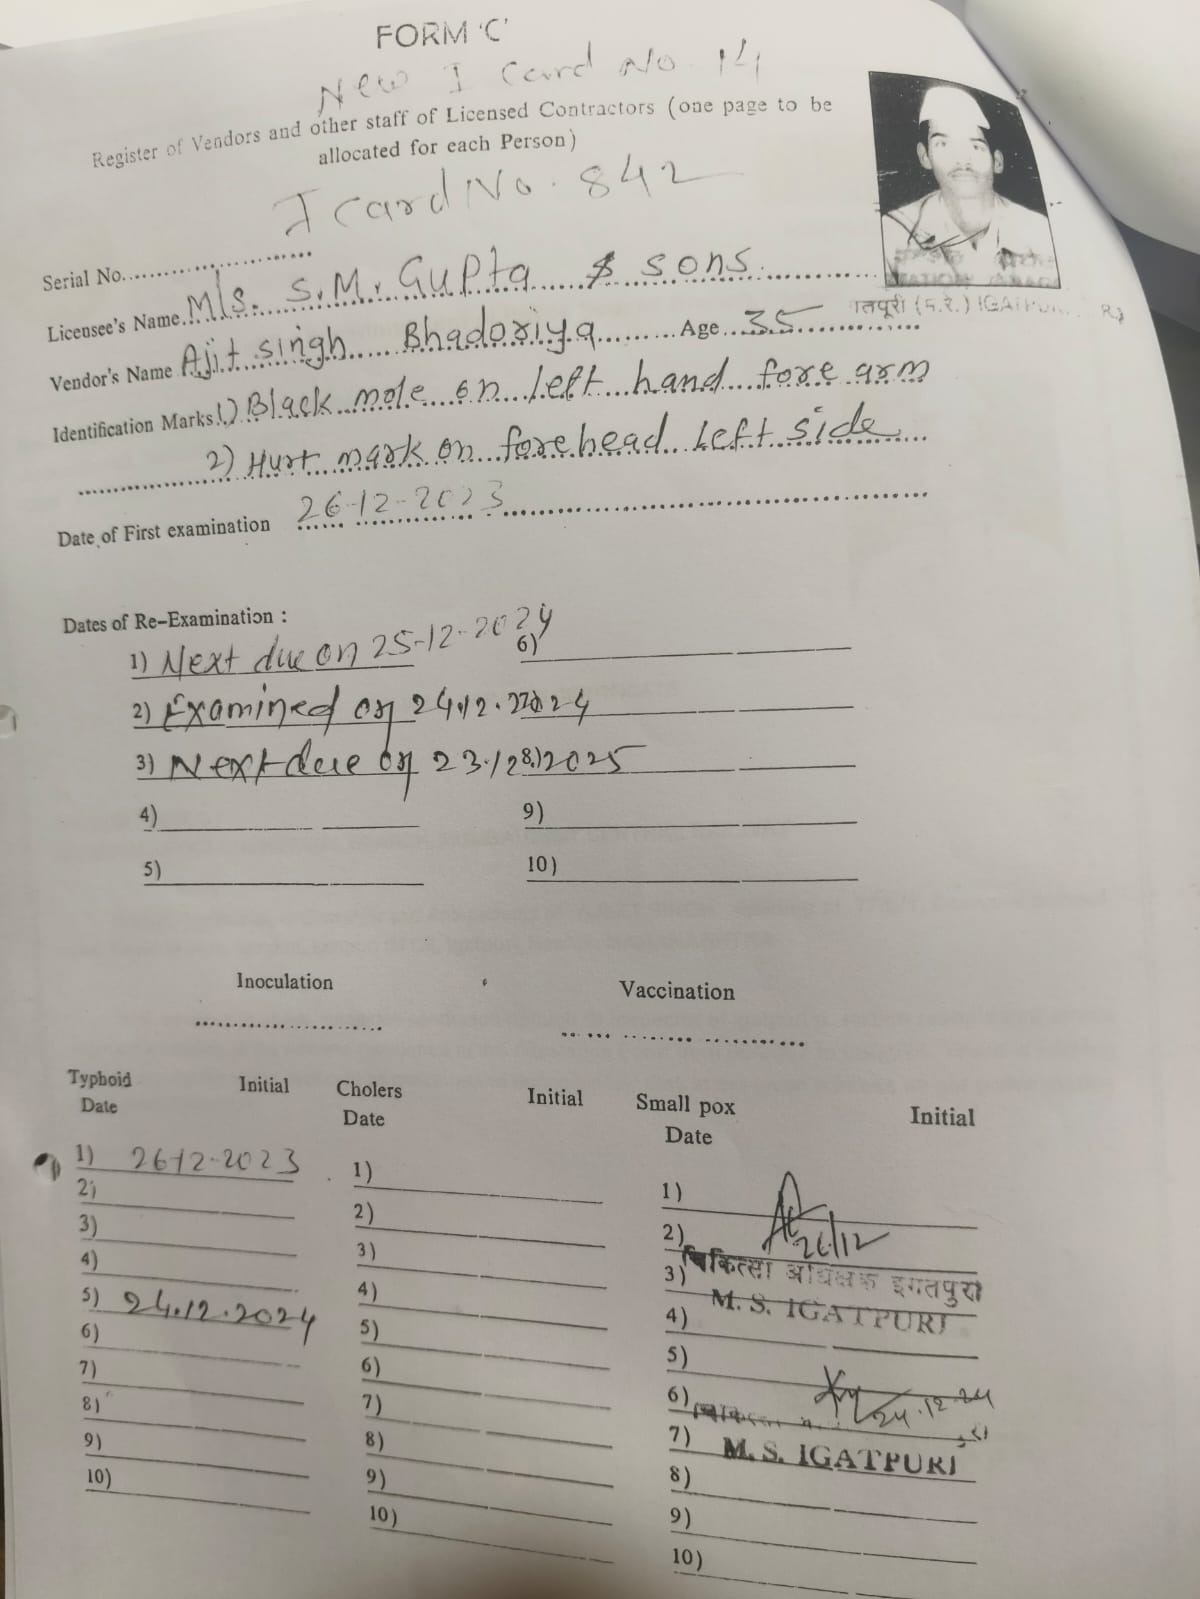 FORM 'C'
New I Card No. 14
Register of Vendors and other staff of Licensed Contractors (one page to be
allocated for each Person)
I Card No. 842
Serial No.
Licensee's Name M/s. S.M. Gupta & sons
गतपुरी (म.रे.)
Vendor's Name Ajit singh Bhadoriya Age 35
Identification Marks 1) Black mole on left hand fore arm
2) Hurt mark on forehead Left side
Date of First examination 26-12-2023
Dates of Re-Examination :
1) Next due on 25-12-2024 6)
2) Examined on 24.12.2024
3) Next due on 23.12.2025
4) 9)
5) 10)
Inoculation Vaccination
Typhoid Initial Cholers Initial Small pox Initial
Date Date Date
1) 26-12-2023 1) 1)
2) 2) 2) 26/12
3) 3) 3) चिकित्सा अधिक्षक इगतपुरी
4) 4) 4) M. S. IGATPURI
5) 24.12.2024 5) 5)
6) 6) 6) 24.12.24
7) 7) 7) M. S. IGATPURI
8) 8) 8)
9) 9) 9)
10) 10) 10)